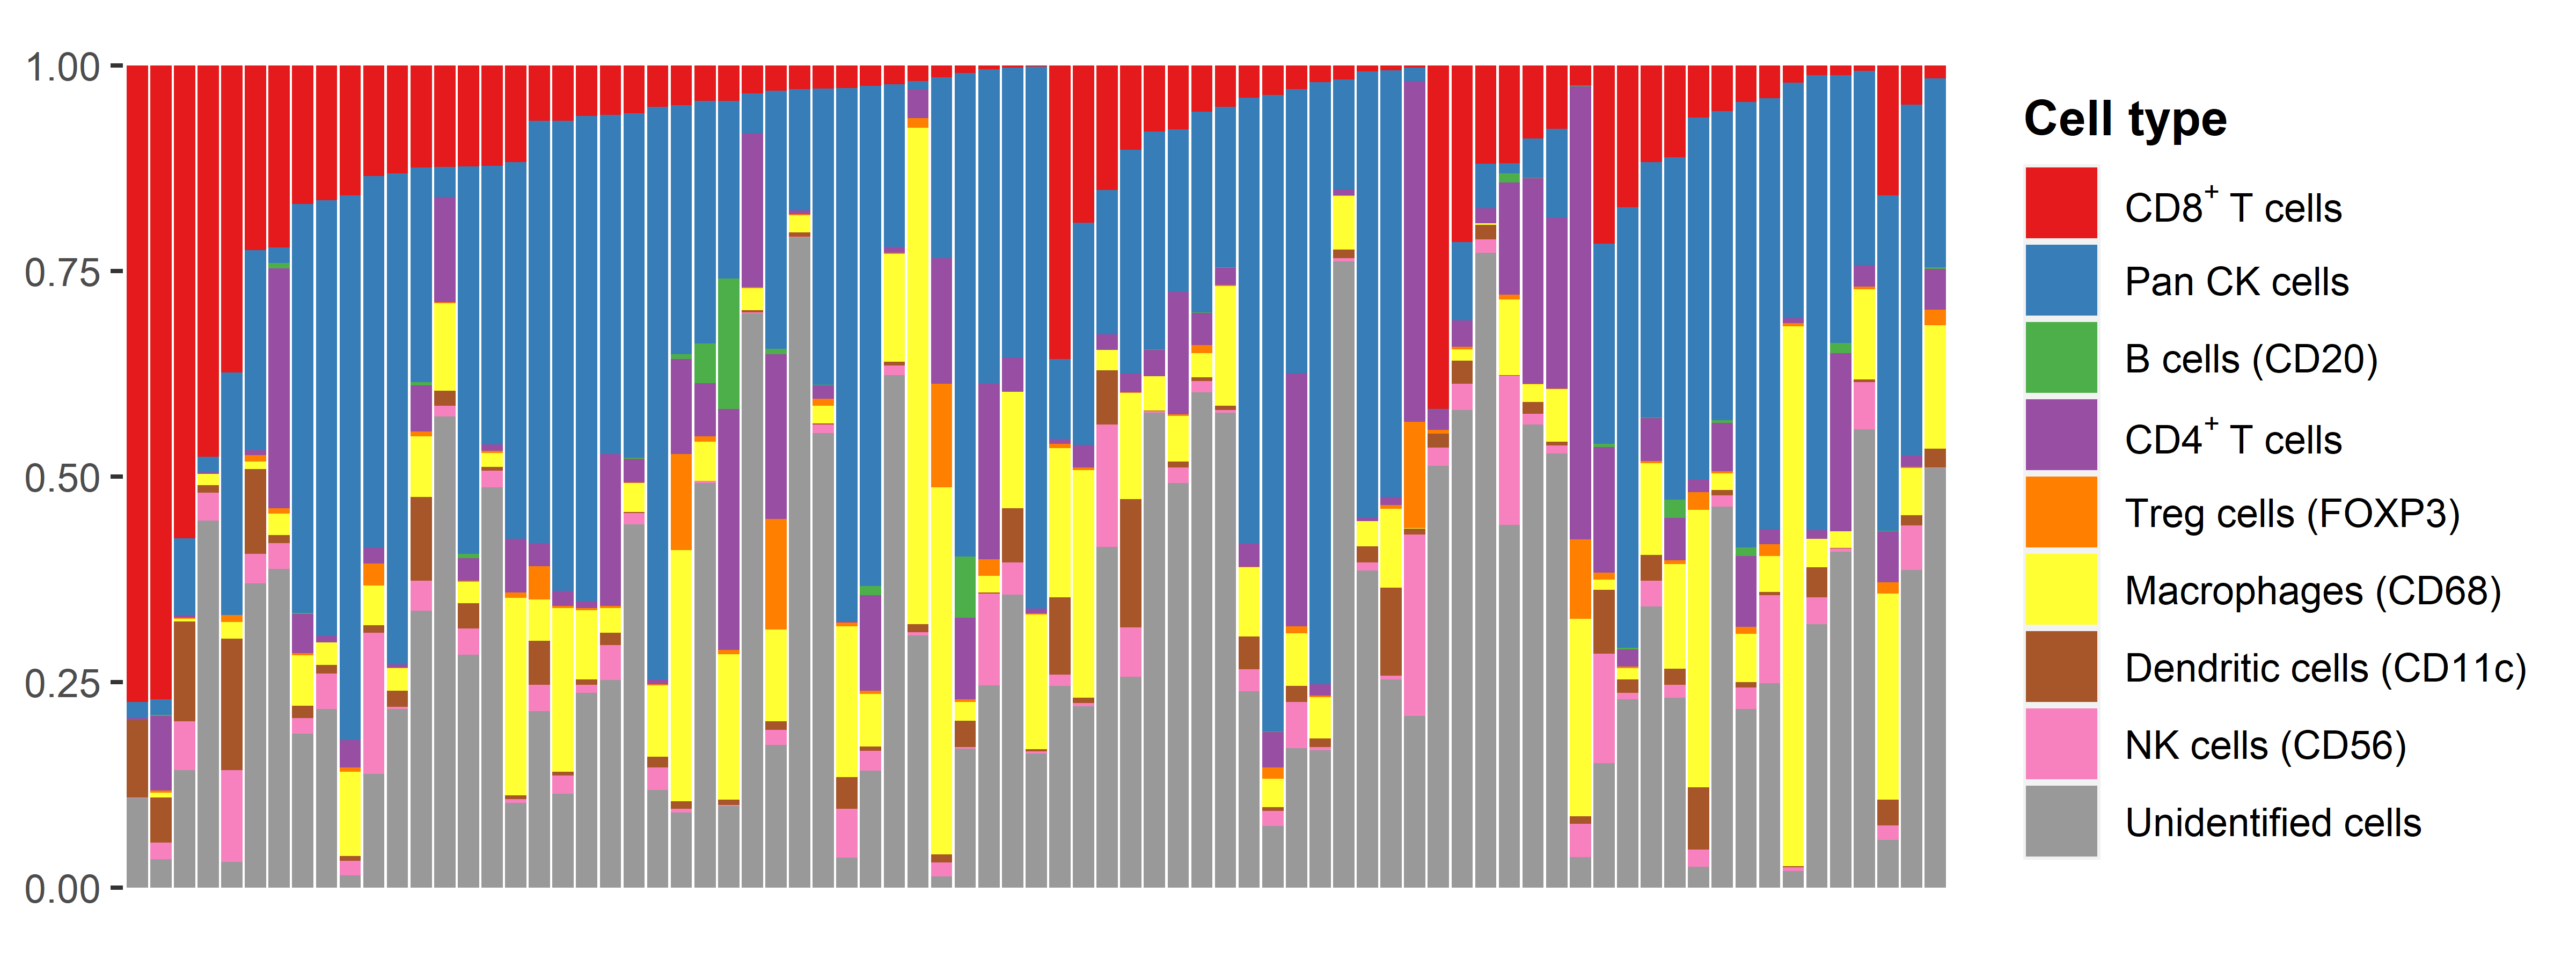 1.00
0.75
0.50
0.25
0.00
Cell type
CD8⁺ T cells
Pan CK cells
B cells (CD20)
CD4⁺ T cells
Treg cells (FOXP3)
Macrophages (CD68)
Dendritic cells (CD11c)
NK cells (CD56)
Unidentified cells